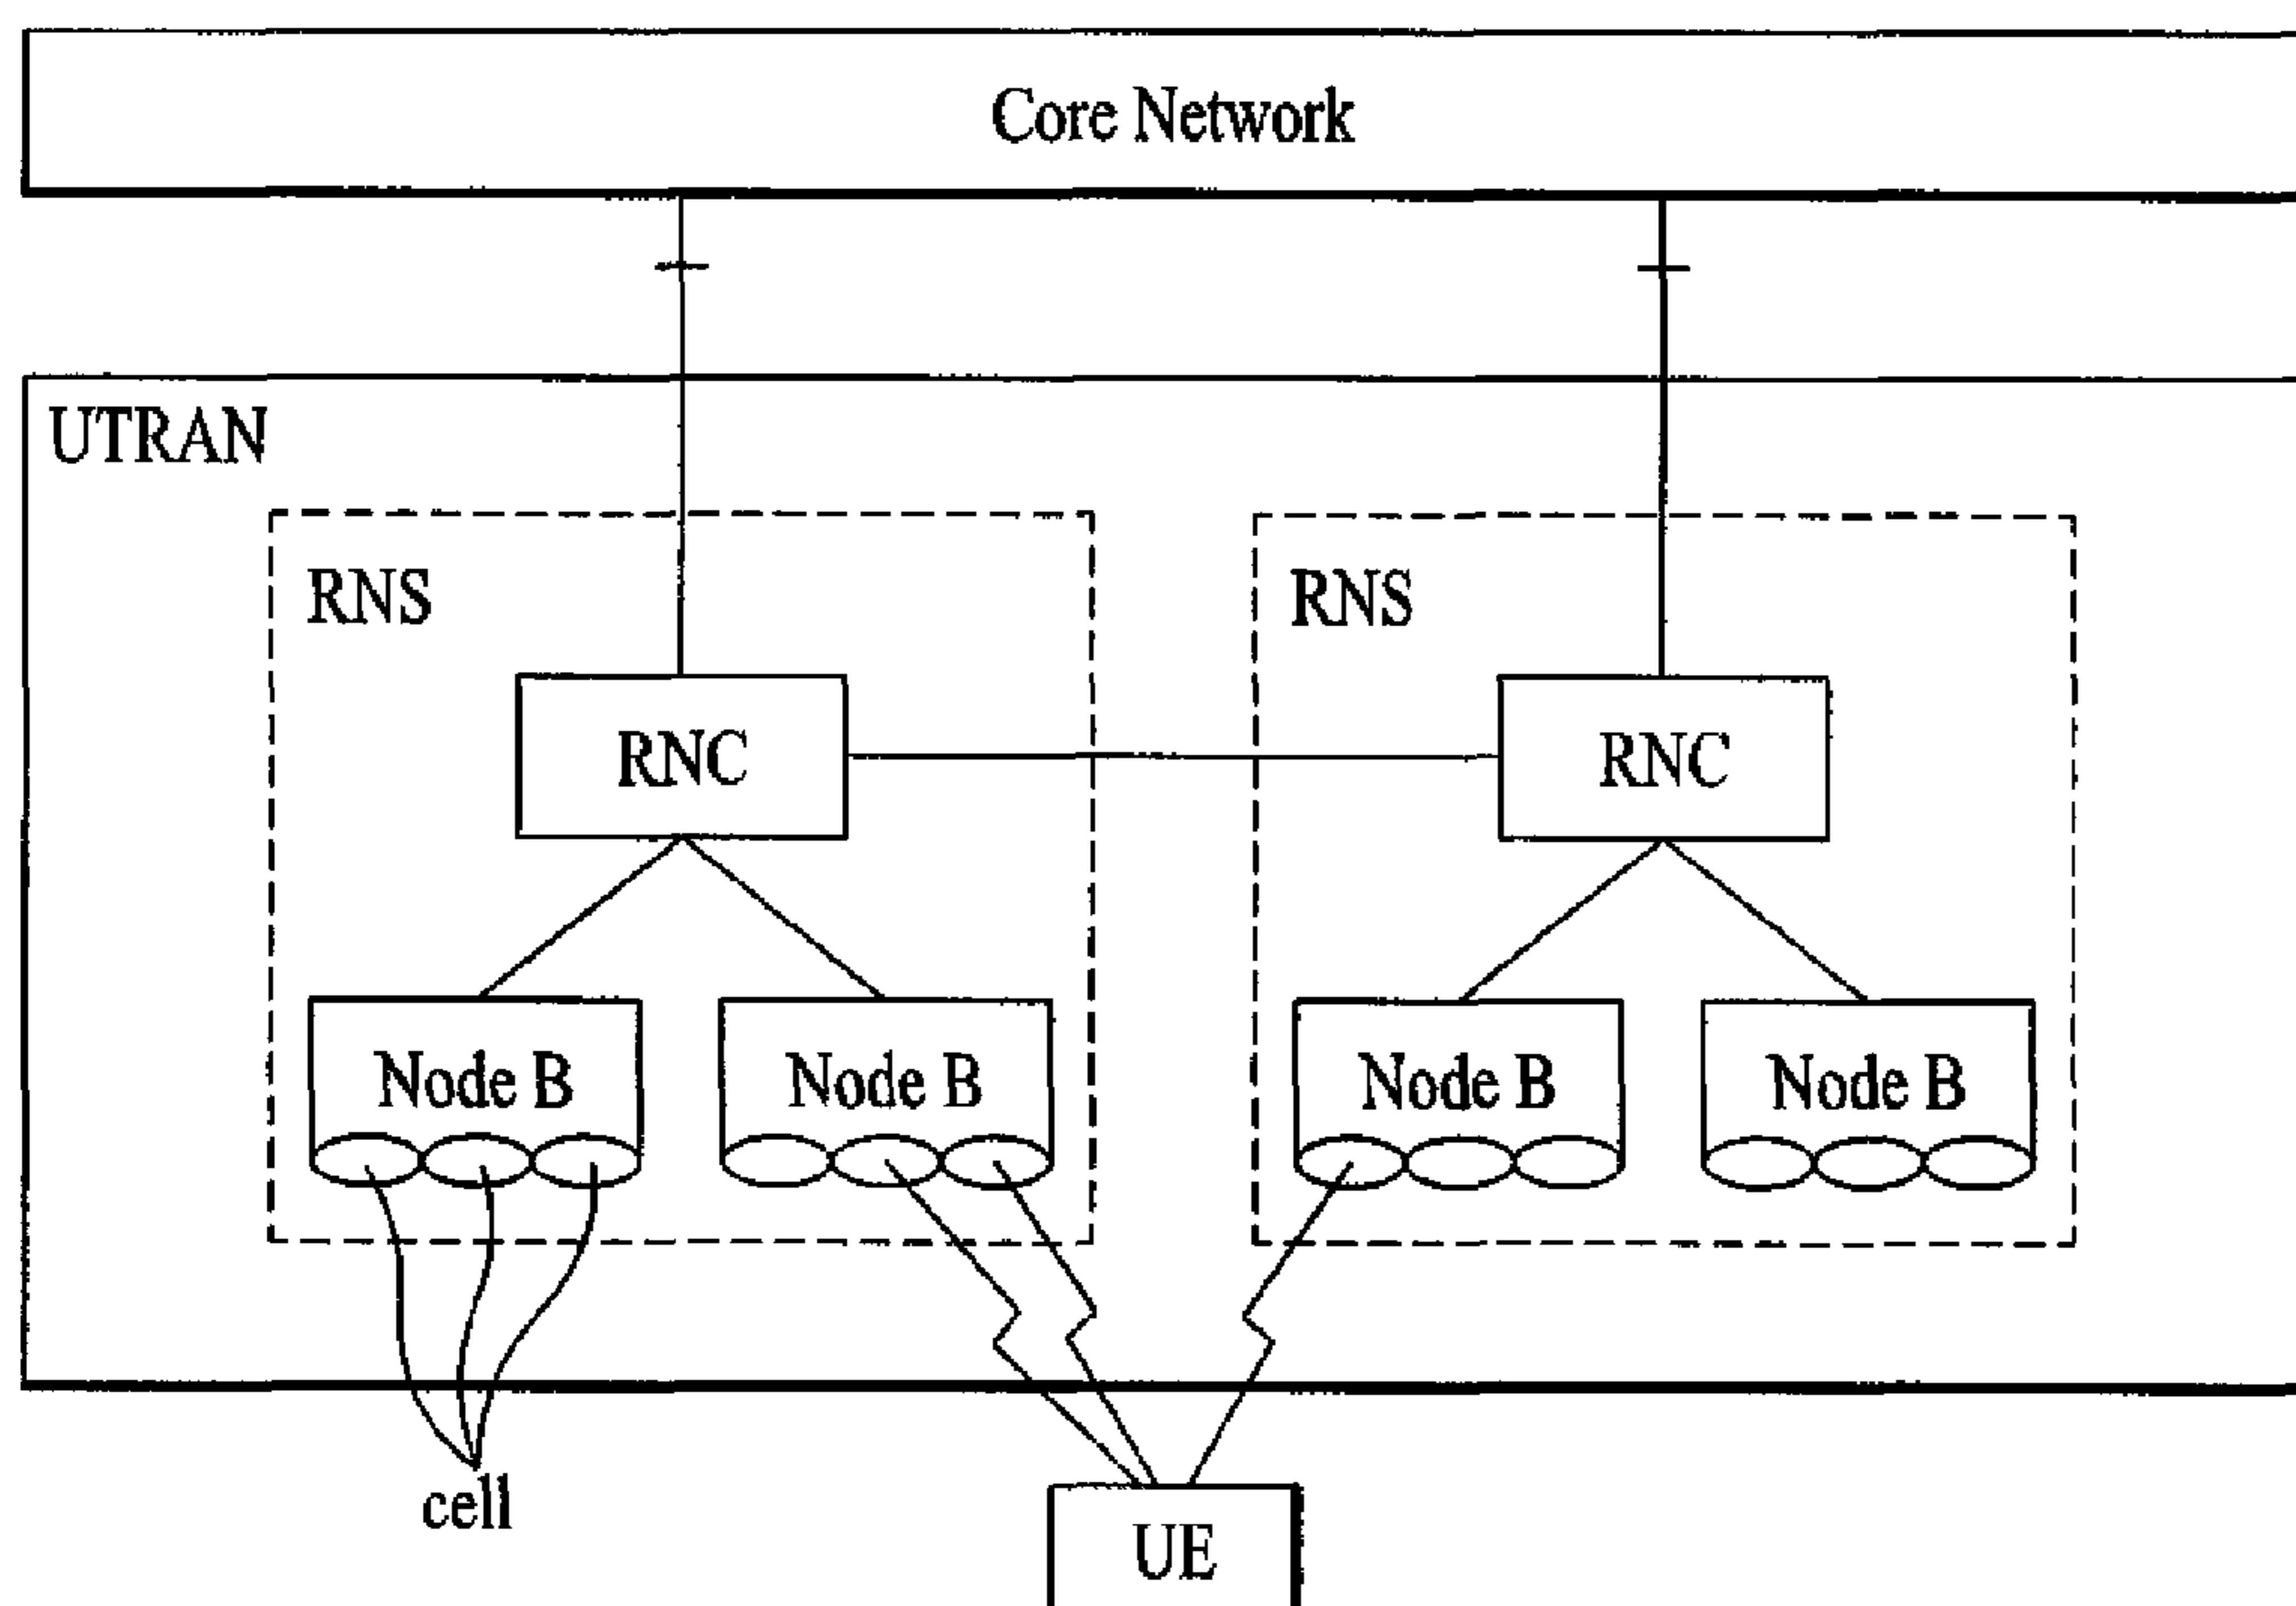 Core Network
UTRAN
RNS
RNS
RNC
RNC
Node B
Node B
Node B
Node B
cell
UE